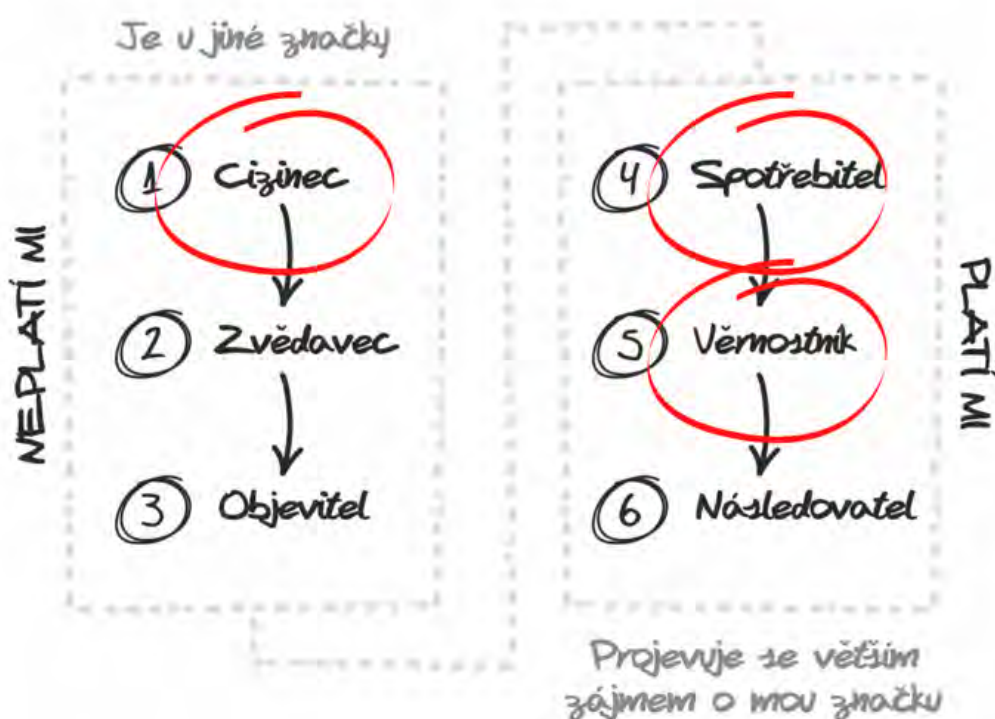 Je u jiné značky
NEPLATÍ MI
1 Cizinec
2 Zvědavec
3 Objevitel
4 Spotřebitel
5 Věrnostník
6 Následovatel
PLATÍ MI
Projevuje se větším
zájmem o mou značku